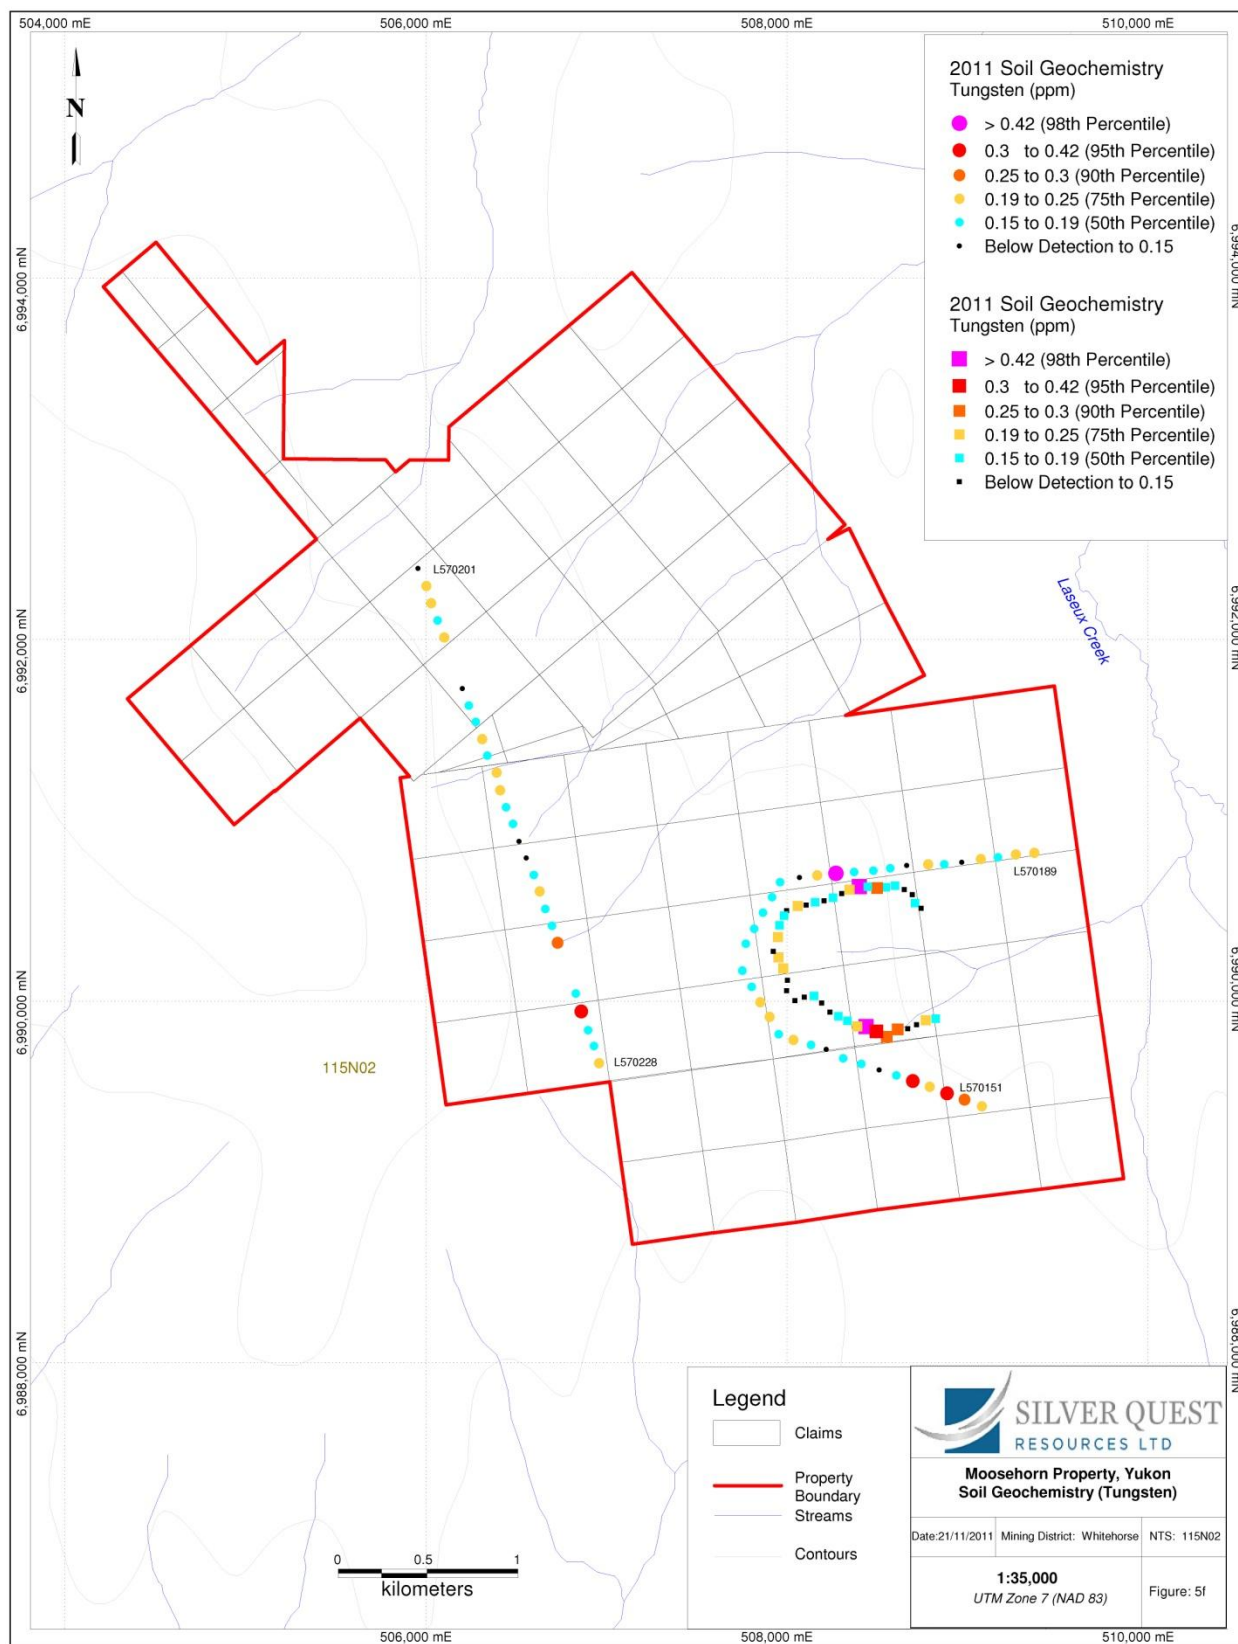 504,000 mE
506,000 mE
508,000 mE
510,000 mE
N
2011 Soil Geochemistry
Tungsten (ppm)
> 0.42 (98th Percentile)
0.3 to 0.42 (95th Percentile)
0.25 to 0.3 (90th Percentile)
0.19 to 0.25 (75th Percentile)
0.15 to 0.19 (50th Percentile)
Below Detection to 0.15
2011 Soil Geochemistry
Tungsten (ppm)
> 0.42 (98th Percentile)
0.3 to 0.42 (95th Percentile)
0.25 to 0.3 (90th Percentile)
0.19 to 0.25 (75th Percentile)
0.15 to 0.19 (50th Percentile)
Below Detection to 0.15
6,994,000 mN
6,994,000 mN
L570201
Laseux Creek
6,992,000 mN
6,992,000 mN
L570189
6,990,000 mN
6,990,000 mN
115N02
L570228
L570151
6,988,000 mN
6,988,000 mN
Legend
Claims
Property
Boundary
Streams
Contours
0 0.5 1
kilometers
SILVER QUEST
RESOURCES LTD
Moosehorn Property, Yukon
Soil Geochemistry (Tungsten)
Date:21/11/2011 Mining District: Whitehorse NTS: 115N02
1:35,000
UTM Zone 7 (NAD 83)
Figure: 5f
506,000 mE
508,000 mE
510,000 mE